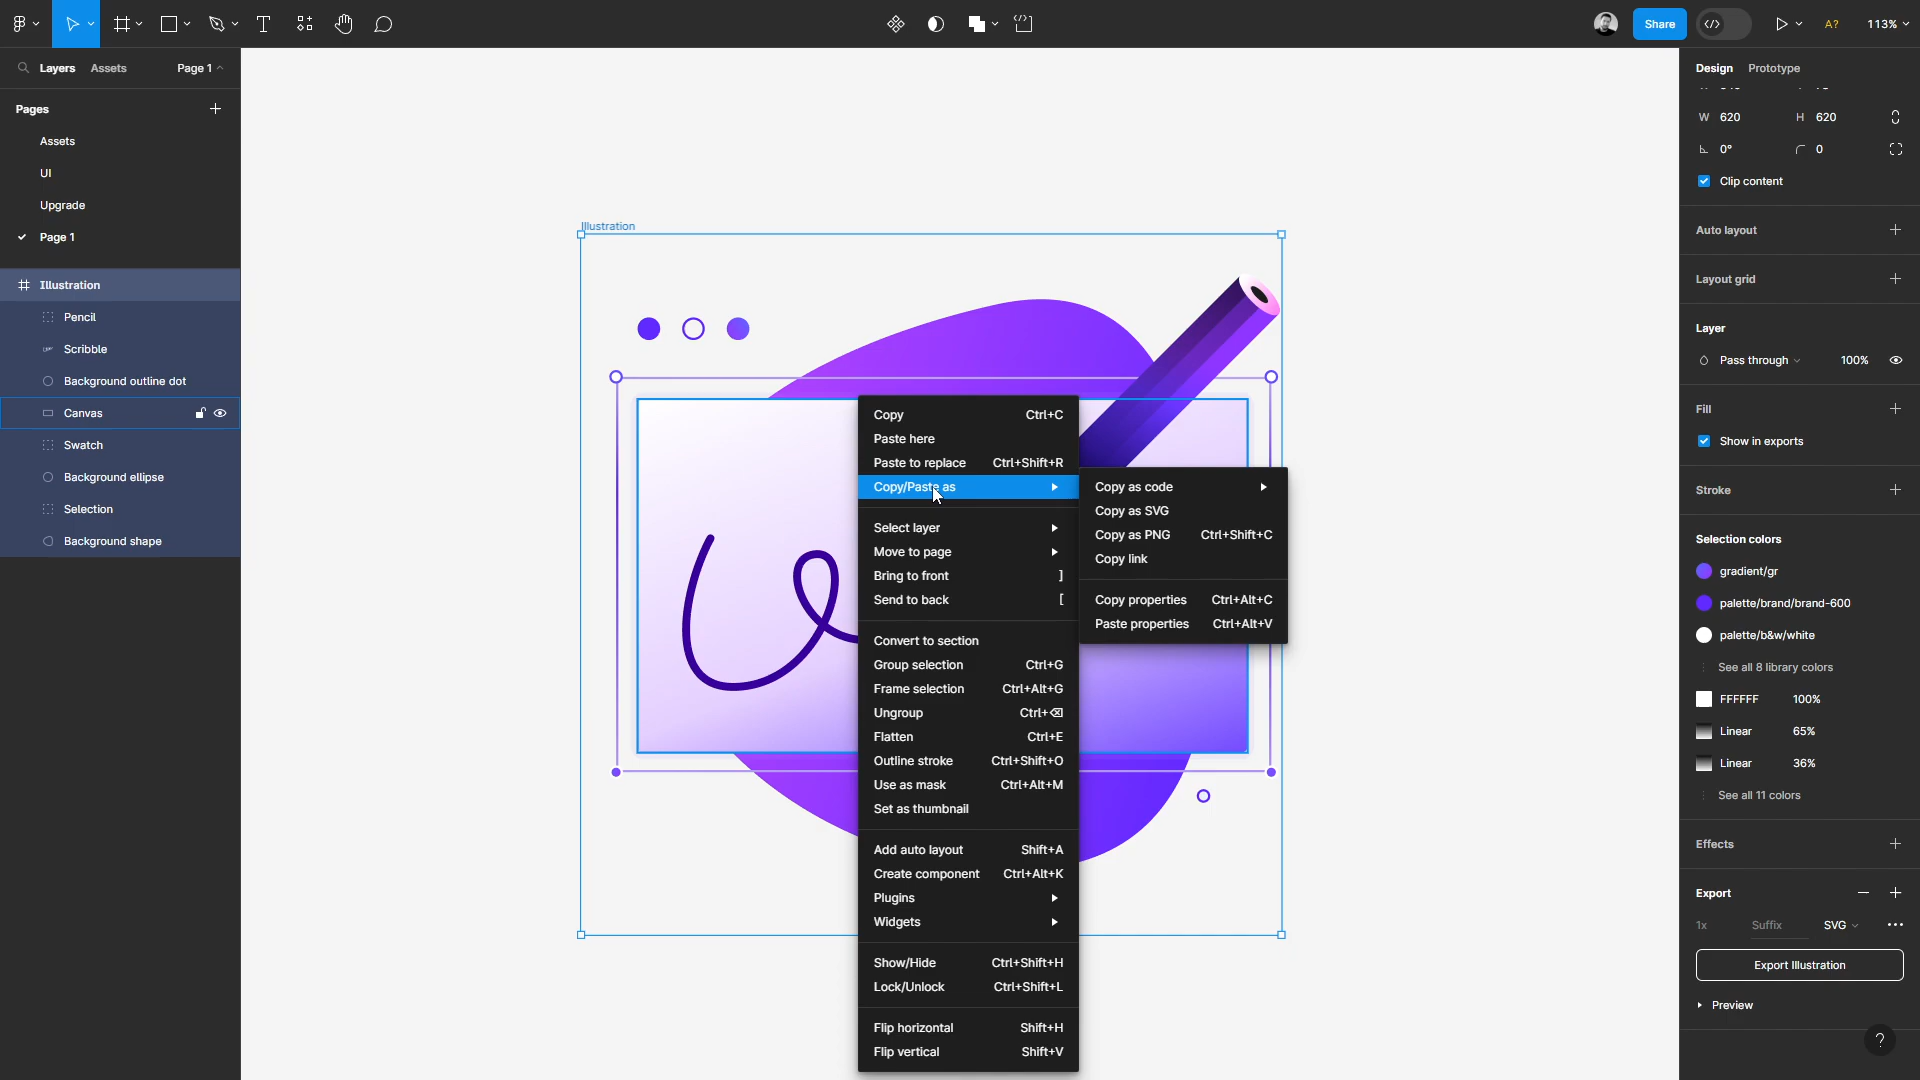 Share
A?
113%
Layers
Assets
Page 1
Pages
Assets
UI
Upgrade
Page 1
Illustration
Pencil
Scribble
Background outline dot
Canvas
Swatch
Background ellipse
Selection
Background shape
Illustration
Copy Ctrl+C
Paste here
Paste to replace Ctrl+Shift+R
Copy/Paste as
Select layer
Move to page
Bring to front ]
Send to back [
Convert to section
Group selection Ctrl+G
Frame selection Ctrl+Alt+G
Ungroup Ctrl+⌫
Flatten Ctrl+E
Outline stroke Ctrl+Shift+O
Use as mask Ctrl+Alt+M
Set as thumbnail
Add auto layout Shift+A
Create component Ctrl+Alt+K
Plugins
Widgets
Show/Hide Ctrl+Shift+H
Lock/Unlock Ctrl+Shift+L
Flip horizontal Shift+H
Flip vertical Shift+V
Copy as code
Copy as SVG
Copy as PNG Ctrl+Shift+C
Copy link
Copy properties Ctrl+Alt+C
Paste properties Ctrl+Alt+V
Design
Prototype
W 620 H 620
0° 0
Clip content
Auto layout
Layout grid
Layer
Pass through 100%
Fill
Show in exports
Stroke
Selection colors
gradient/gr
palette/brand/brand-600
palette/b&w/white
See all 8 library colors
FFFFFF 100%
Linear 65%
Linear 36%
See all 11 colors
Effects
Export
1x Suffix SVG
Export Illustration
Preview
?